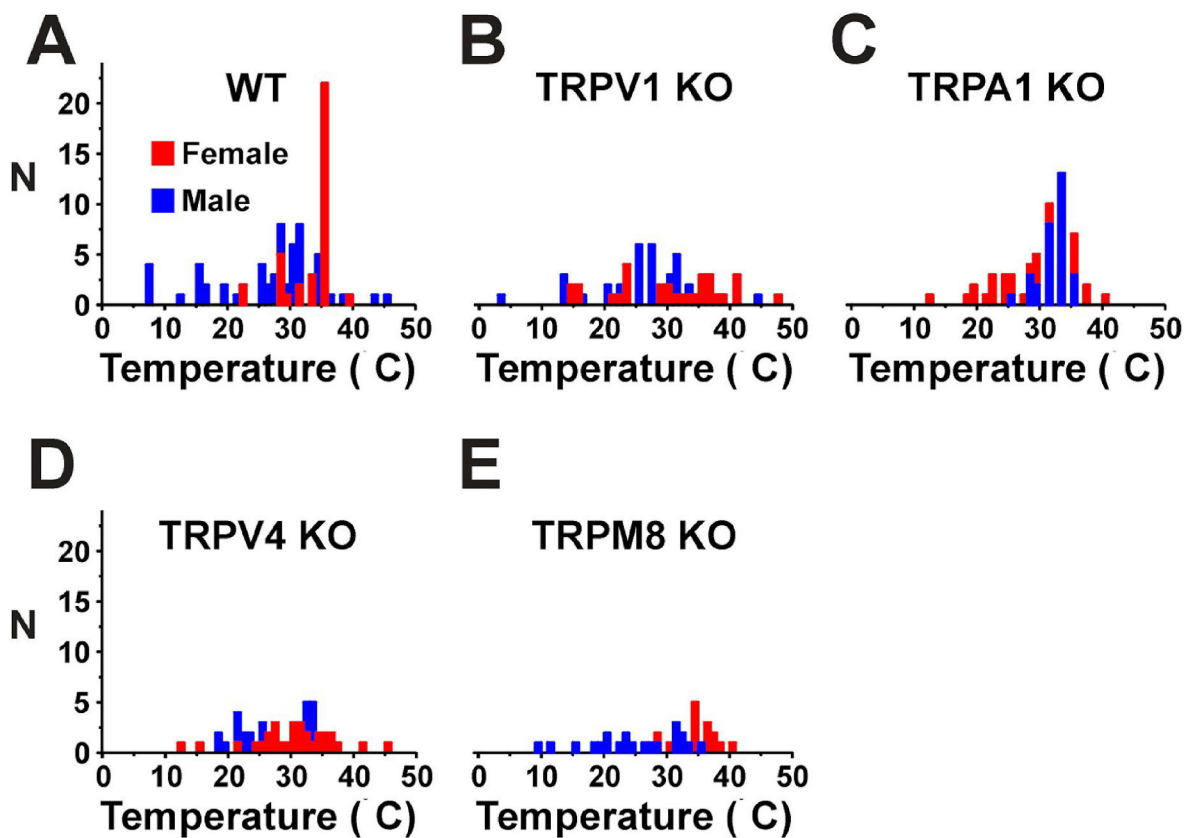 A B C
WT TRPV1 KO TRPA1 KO
20
15
10
5
0
N
Female
Male
0 10 20 30 40 50 0 10 20 30 40 50 0 10 20 30 40 50
Temperature (˙C) Temperature (˙C) Temperature (˙C)
D E
TRPV4 KO TRPM8 KO
20
15
10
5
0
N
0 10 20 30 40 50 0 10 20 30 40 50
Temperature (˙C) Temperature (˙C)